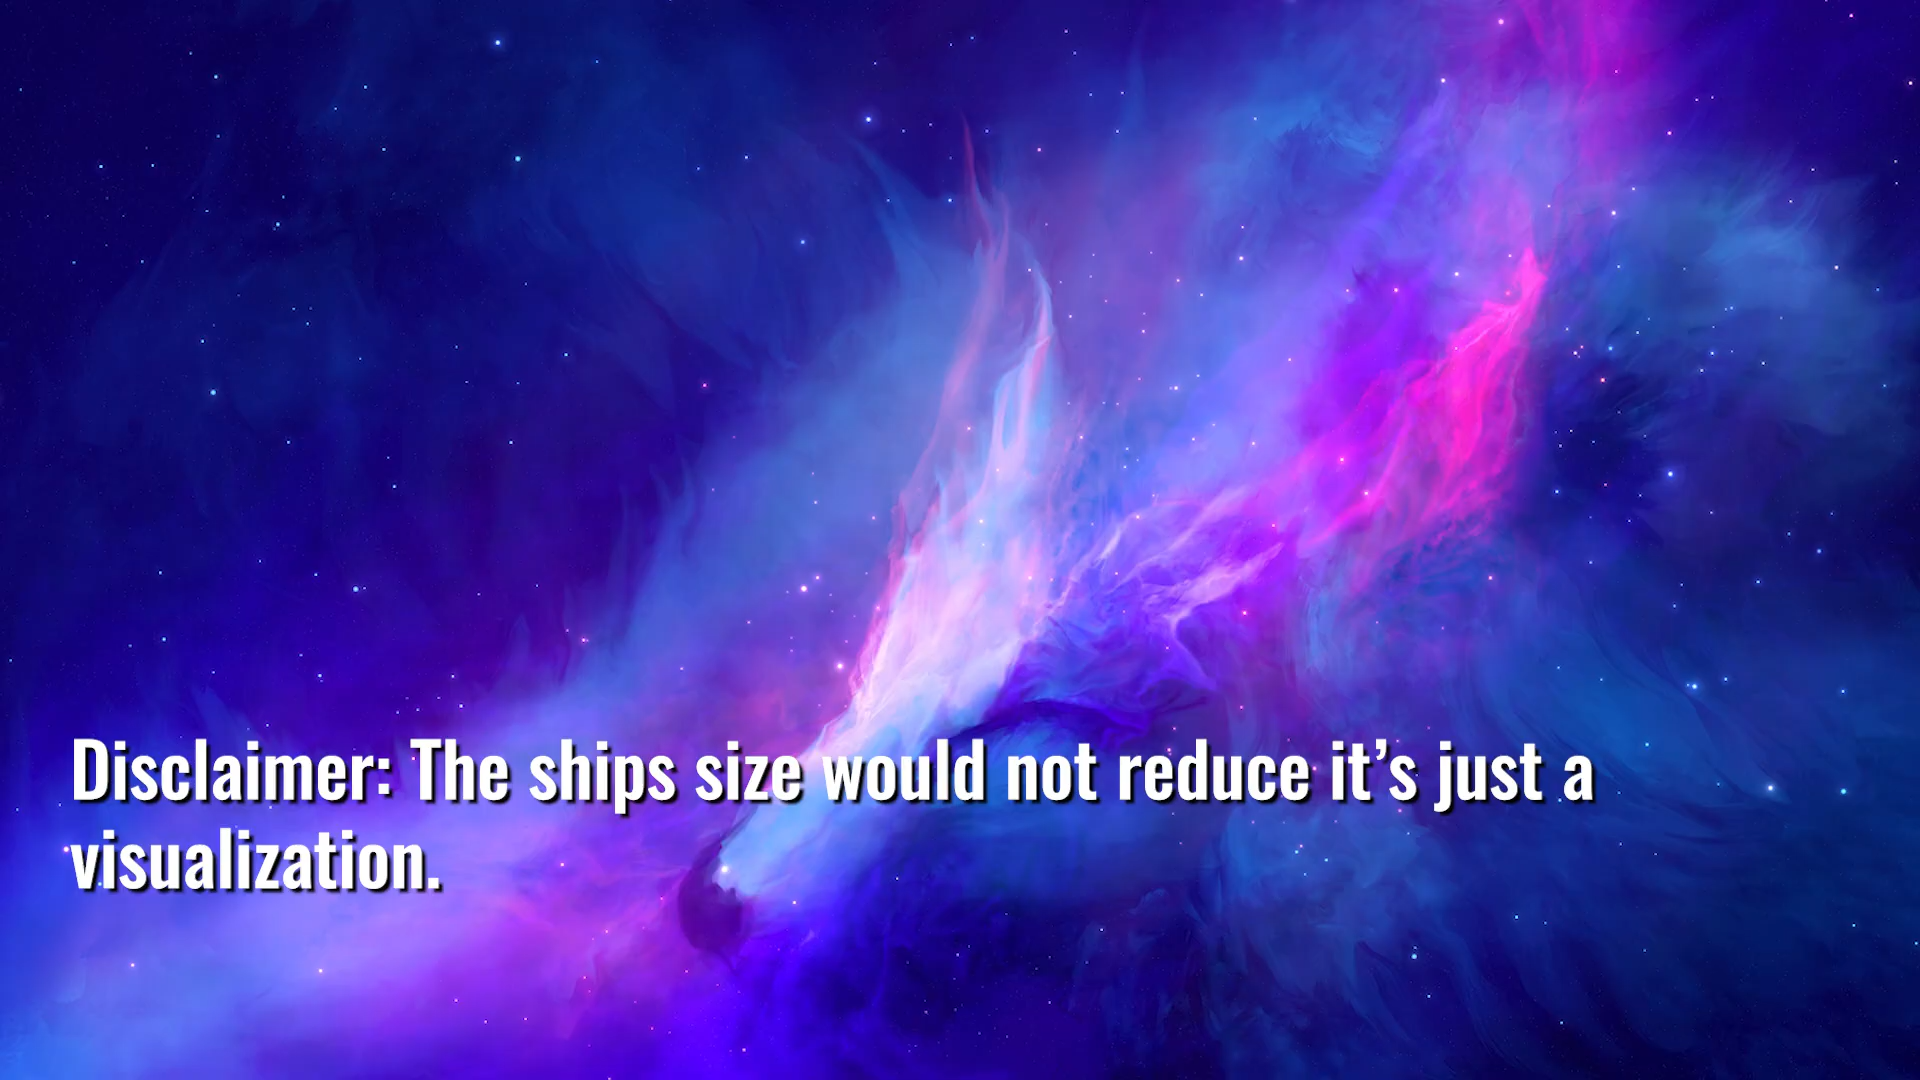 Disclaimer: The ships size would not reduce it’s just a
visualization.